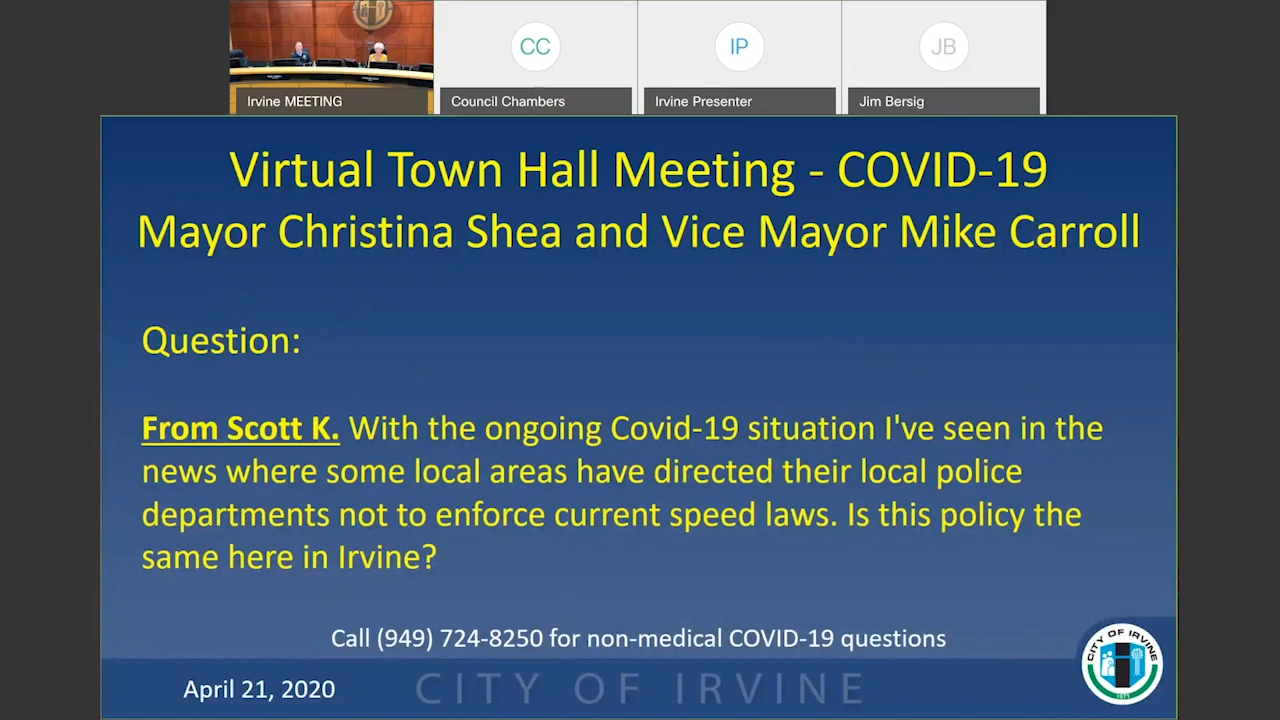 CC
IP
JB
Irvine MEETING
Council Chambers
Irvine Presenter
Jim Bersig
Virtual Town Hall Meeting - COVID-19
Mayor Christina Shea and Vice Mayor Mike Carroll
Question:
From Scott K. With the ongoing Covid-19 situation I've seen in the
news where some local areas have directed their local police
departments not to enforce current speed laws. Is this policy the
same here in Irvine?
Call (949) 724-8250 for non-medical COVID-19 questions
April 21, 2020
CITY OF IRVINE
CITY OF IRVINE
1971